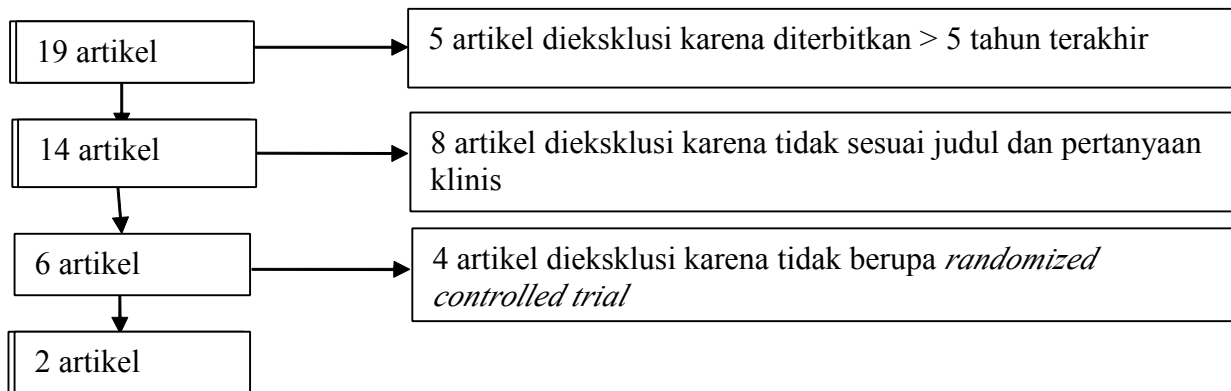 19 artikel
5 artikel dieksklusi karena diterbitkan > 5 tahun terakhir
14 artikel
8 artikel dieksklusi karena tidak sesuai judul dan pertanyaan
klinis
6 artikel
4 artikel dieksklusi karena tidak berupa randomized
controlled trial
2 artikel